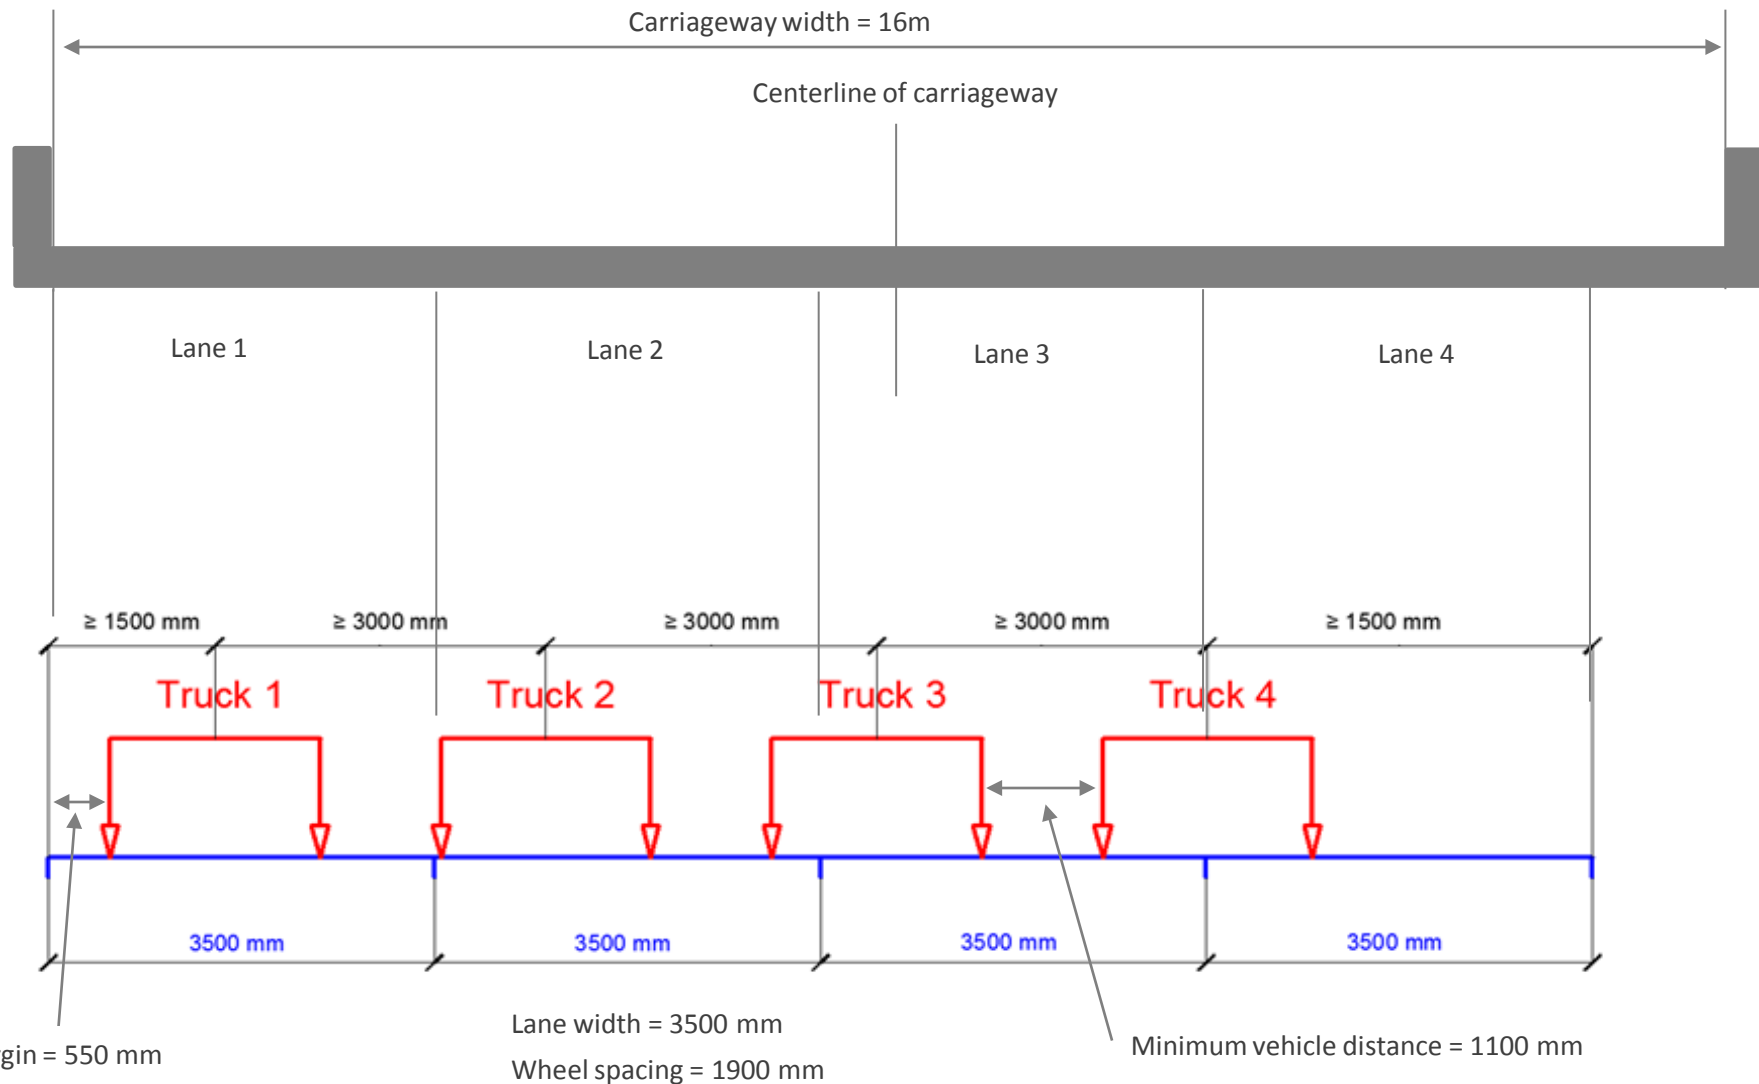 Carriageway width = 16m
Centerline of carriageway
Lane 1
Lane 2
Lane 3
Lane 4
≥ 1500 mm
≥ 3000 mm
≥ 3000 mm
≥ 3000 mm
≥ 1500 mm
Truck 1
Truck 2
Truck 3
Truck 4
3500 mm
3500 mm
3500 mm
3500 mm
= 550 mm
Lane width = 3500 mm
Wheel spacing = 1900 mm
Minimum vehicle distance = 1100 mm